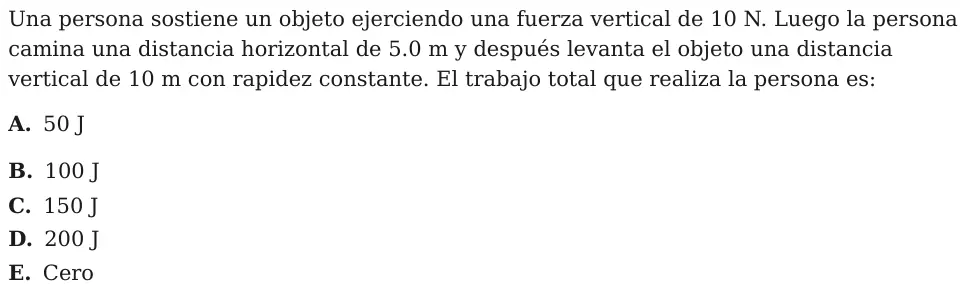 Una persona sostiene un objeto ejerciendo una fuerza vertical de 10 N. Luego la persona
camina una distancia horizontal de 5.0 m y después levanta el objeto una distancia
vertical de 10 m con rapidez constante. El trabajo total que realiza la persona es:
A. 50 J
B. 100 J
C. 150 J
D. 200 J
E. Cero